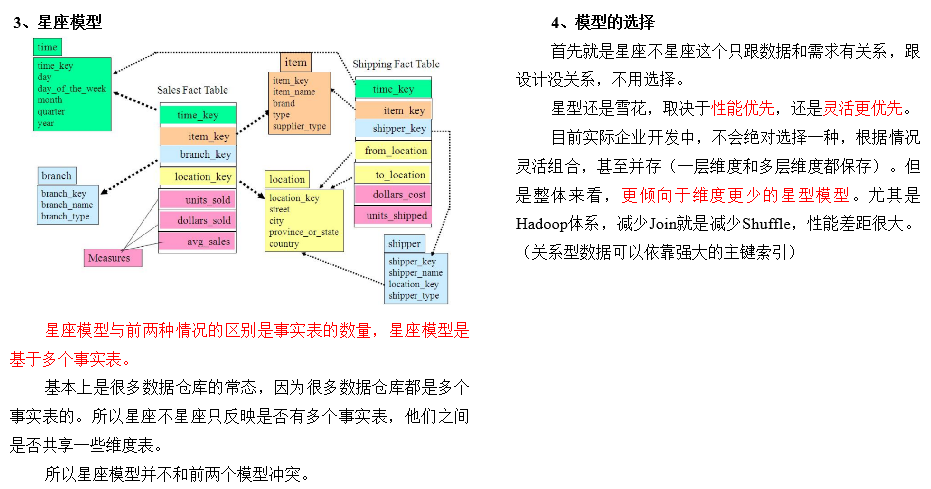 3、星座模型
time
time_key
day
day_of_the_week
month
quarter
year
Sales Fact Table
time_key
item_key
branch_key
location_key
units_sold
dollars_sold
avg_sales
Measures
branch
branch_key
branch_name
branch_type
item
item_key
item_name
brand
type
supplier_type
location
location_key
street
city
province_or_state
country
Shipping Fact Table
time_key
item_key
shipper_key
from_location
to_location
dollars_cost
units_shipped
shipper
shipper_key
shipper_name
location_key
shipper_type
星座模型与前两种情况的区别是事实表的数量，星座模型是
基于多个事实表。
基本上是很多数据仓库的常态，因为很多数据仓库都是多个
事实表的。所以星座不星座只反映是否有多个事实表，他们之间
是否共享一些维度表。
所以星座模型并不和前两个模型冲突。
4、模型的选择
首先就是星座不星座这个只跟数据和需求有关系，跟
设计没关系，不用选择。
星型还是雪花，取决于性能优先，还是灵活更优先。
目前实际企业开发中，不会绝对选择一种，根据情况
灵活组合，甚至并存（一层维度和多层维度都保存）。但
是整体来看，更倾向于维度更少的星型模型。尤其是
Hadoop体系，减少Join就是减少Shuffle，性能差距很大。
（关系型数据可以依靠强大的主键索引）